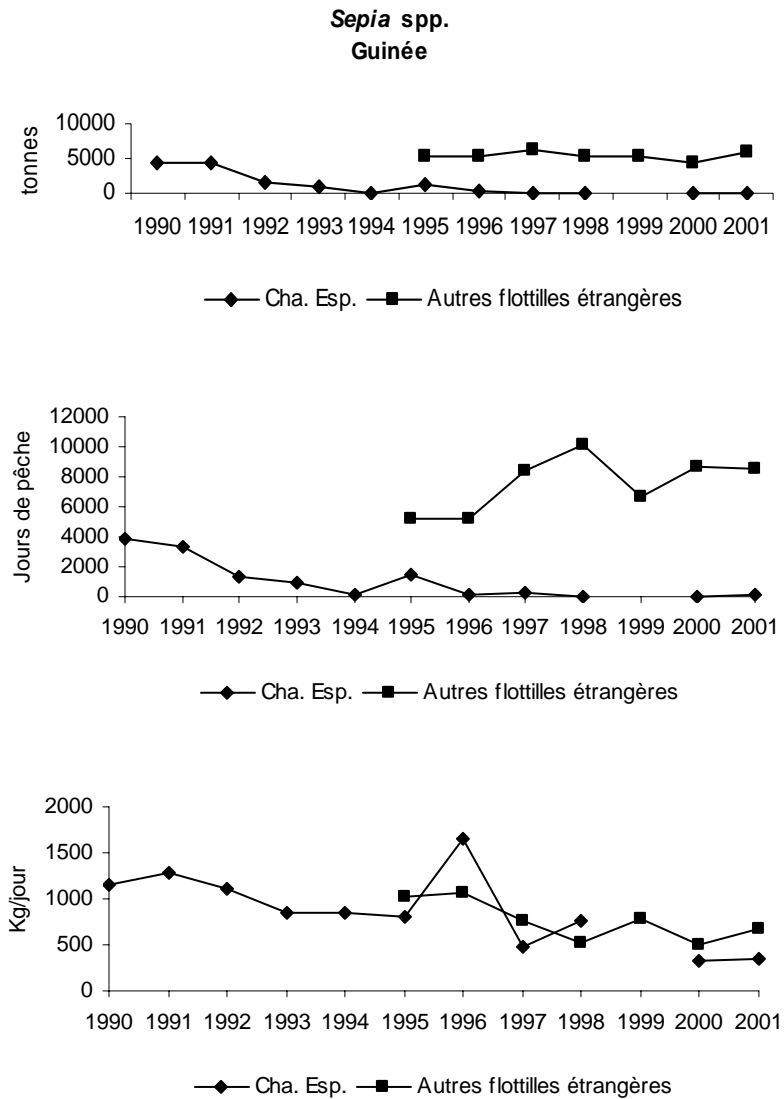 Sepia spp.
Guinée
tonnes
10000
5000
0
1990 1991 1992 1993 1994 1995 1996 1997 1998 1999 2000 2001
Cha. Esp. Autres flottilles étrangères
Jours de pêche
12000
10000
8000
6000
4000
2000
0
1990 1991 1992 1993 1994 1995 1996 1997 1998 1999 2000 2001
Cha. Esp. Autres flottilles étrangères
Kg/jour
2000
1500
1000
500
0
1990 1991 1992 1993 1994 1995 1996 1997 1998 1999 2000 2001
Cha. Esp. Autres flottilles étrangères